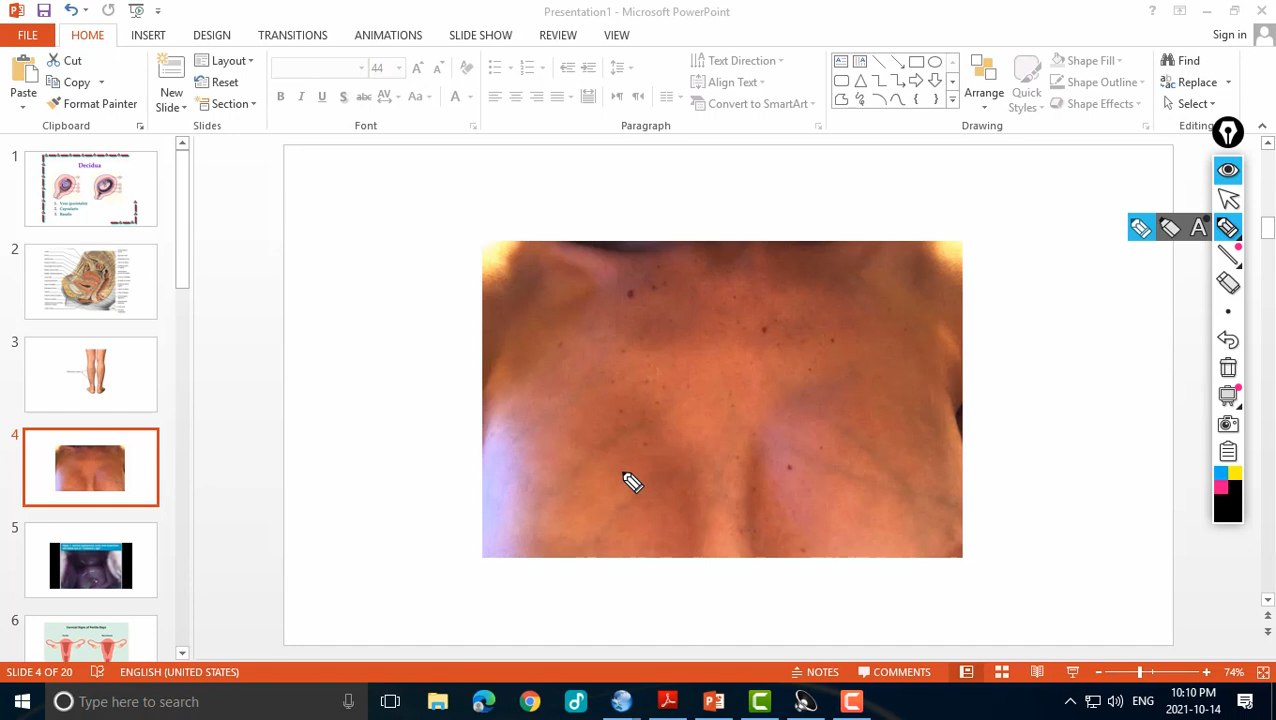 Presentation1 - Microsoft PowerPoint
Sign in
FILE HOME INSERT DESIGN TRANSITIONS ANIMATIONS SLIDE SHOW REVIEW VIEW
Paste
Cut
Copy
Format Painter
Clipboard
New
Slide
Layout
Reset
Section
Slides
44
B I U S abc AV Aa A
Font
Text Direction
Align Text
Convert to SmartArt
Paragraph
Arrange
Quick
Styles
Shape Fill
Shape Outline
Shape Effects
Drawing
Find
Replace
Select
Editing
A
1
Decidua
2
3
4
5
6
SLIDE 4 OF 20 ENGLISH (UNITED STATES) NOTES COMMENTS 74%
Type here to search
ENG
10:10 PM
2021-10-14